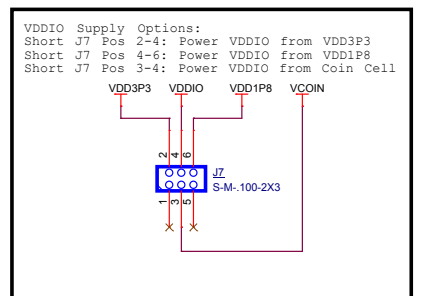 VDDIO Supply Options:
Short J7 Pos 2-4: Power VDDIO from VDD3P3
Short J7 Pos 4-6: Power VDDIO from VDD1P8
Short J7 Pos 3-4: Power VDDIO from Coin Cell
VDD3P3 VDDIO VDD1P8 VCOIN
2 4 6
J7
S-M-.100-2X3
1 3 5